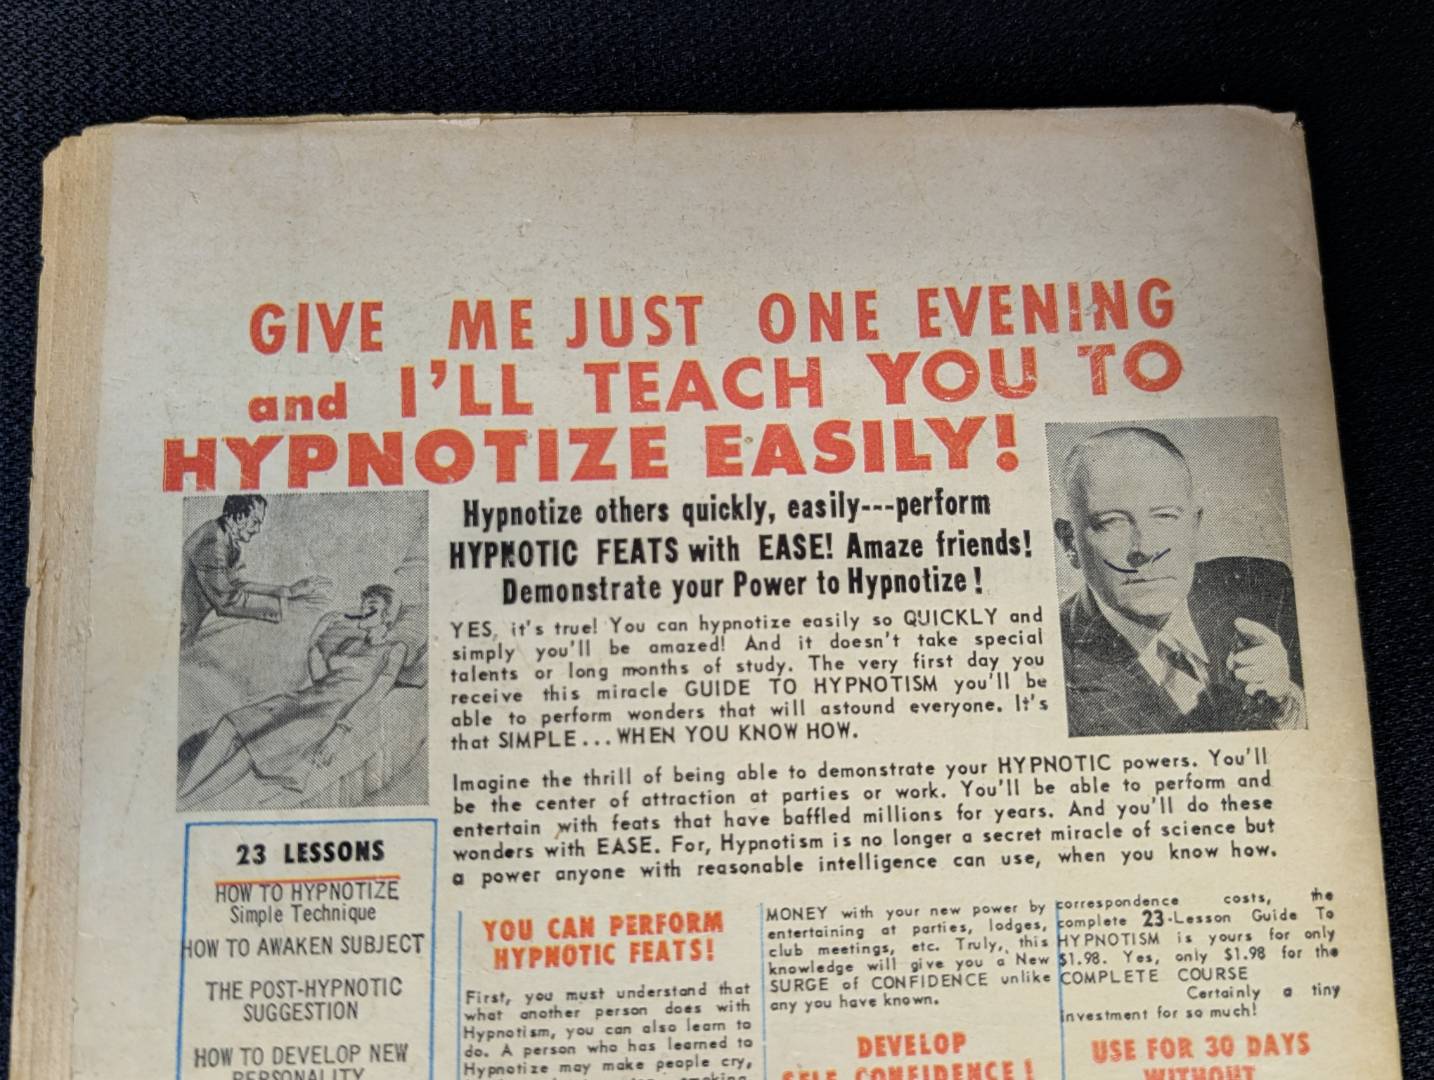 GIVE ME JUST ONE EVENING
and I'LL TEACH YOU TO
HYPNOTIZE EASILY!
Hypnotize others quickly, easily---perform
HYPNOTIC FEATS with EASE! Amaze friends!
Demonstrate your Power to Hypnotize!
YES, it's true! You can hypnotize easily so QUICKLY and
simply you'll be amazed! And it doesn't take special
talents or long months of study. The very first day you
receive this miracle GUIDE TO HYPNOTISM you'll be
able to perform wonders that will astound everyone. It's
that SIMPLE...WHEN YOU KNOW HOW.
Imagine the thrill of being able to demonstrate your HYPNOTIC powers. You'll
be the center of attraction at parties or work. You'll be able to perform and
entertain with feats that have baffled millions for years. And you'll do these
wonders with EASE. For, Hypnotism is no longer a secret miracle of science but
a power anyone with reasonable intelligence can use, when you know how.
23 LESSONS
HOW TO HYPNOTIZE
Simple Technique
HOW TO AWAKEN SUBJECT
THE POST-HYPNOTIC
SUGGESTION
HOW TO DEVELOP NEW
PERSONALITY
YOU CAN PERFORM
HYPNOTIC FEATS!
First, you must understand that
what another person does with
Hypnotism, you can also learn to
do. A person who has learned to
Hypnotize may make people cry,
smoking
MONEY with your new power by
entertaining at parties, lodges,
club meetings, etc. Truly, this
knowledge will give you a New
SURGE of CONFIDENCE unlike
any you have known.
DEVELOP
SELF CONFIDENCE!
correspondence costs, the
complete 23-Lesson Guide To
HYPNOTISM is yours for only
$1.98. Yes, only $1.98 for the
COMPLETE COURSE
Certainly a tiny
investment for so much!
USE FOR 30 DAYS
WITHOUT